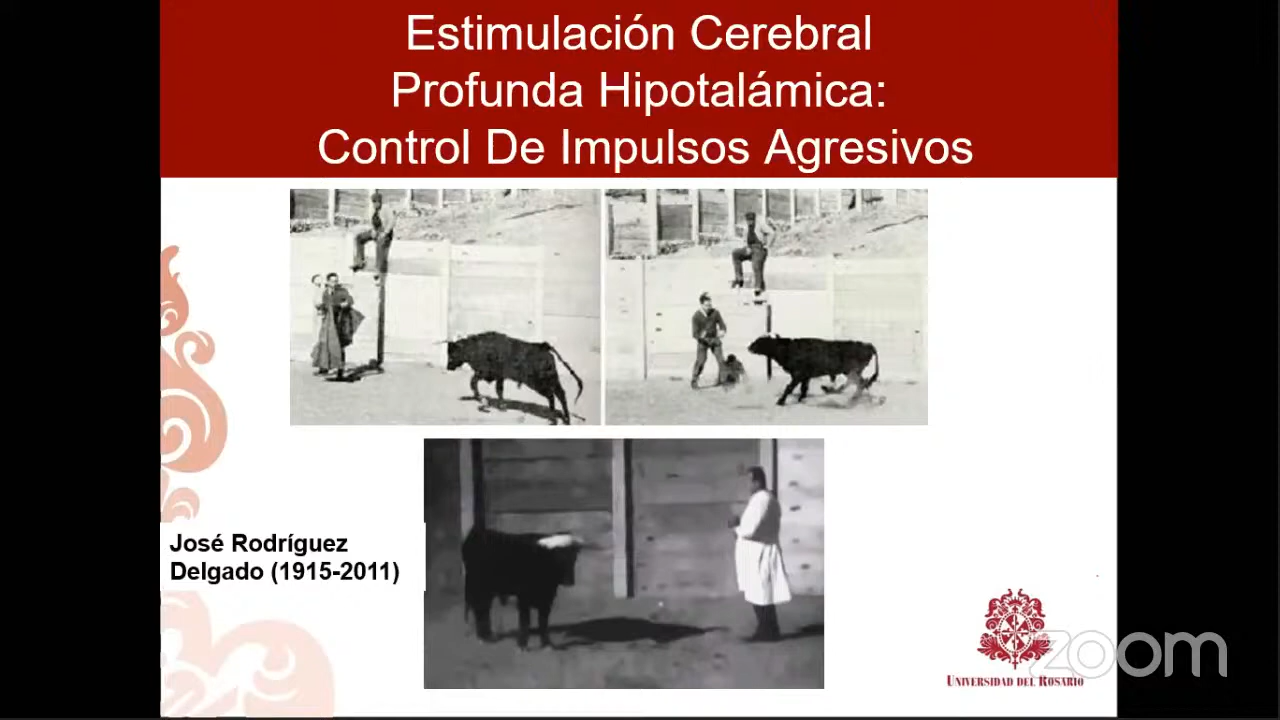 Estimulación Cerebral
Profunda Hipotalámica:
Control De Impulsos Agresivos
José Rodríguez
Delgado (1915-2011)
UNIVERSIDAD DEL ROSARIO
zoom